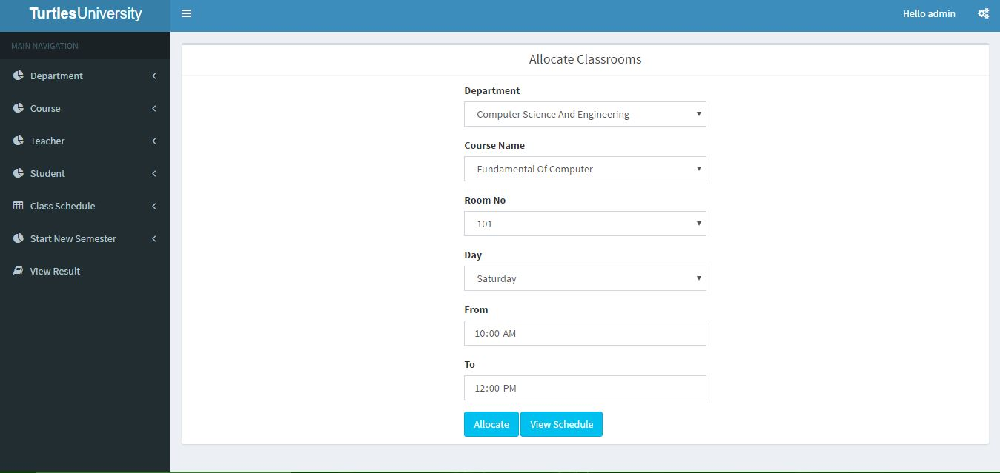 TurtlesUniversity
Hello admin
MAIN NAVIGATION
Department
Course
Teacher
Student
Class Schedule
Start New Semester
View Result
Allocate Classrooms
Department
Computer Science And Engineering
Course Name
Fundamental Of Computer
Room No
101
Day
Saturday
From
10:00 AM
To
12:00 PM
Allocate
View Schedule